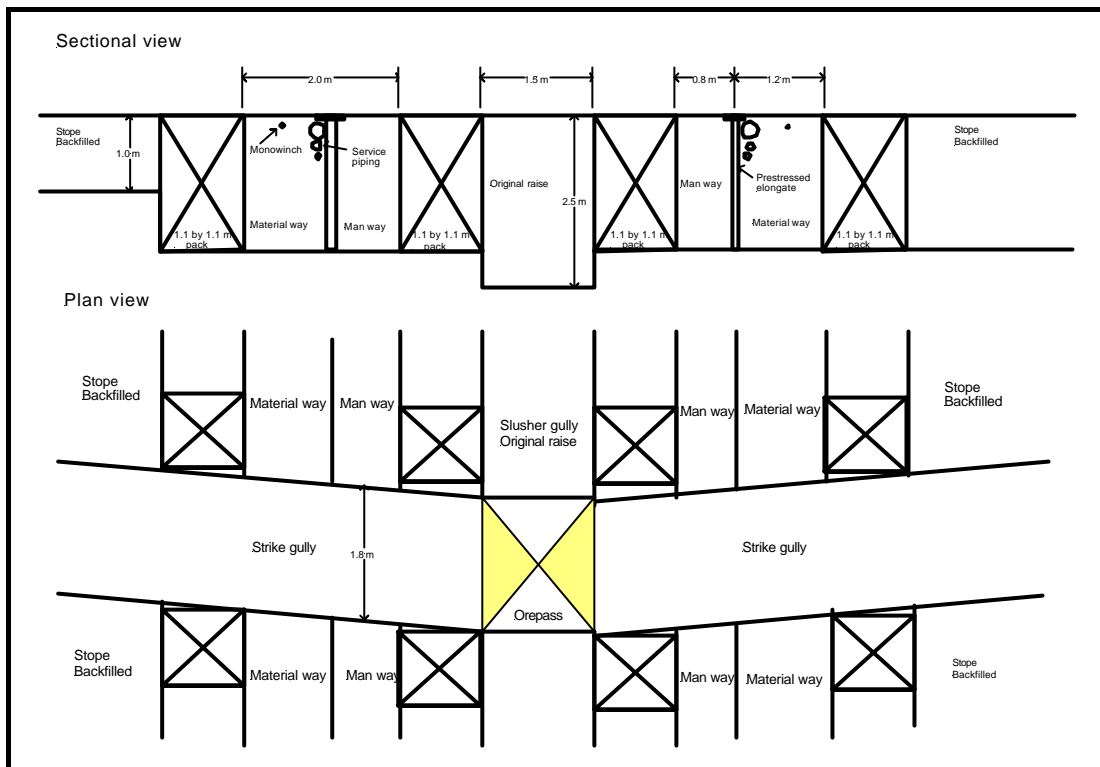 Sectional view
2.0 m
1.5 m
0.8 m
1.2 m
Stope
Backfilled
1.0 m
Monowinch
Service
piping
Material way
Man way
1.1 by 1.1 m
pack
1.1 by 1.1 m
pack
Original raise
2.5 m
Man way
Prestressed
elongate
Material way
1.1 by 1.1 m
pack
1.1 by 1.1 m
pack
Stope
Backfilled
Plan view
Stope
Backfilled
Material way
Man way
Slusher gully
Original raise
Man way
Material way
Stope
Backfilled
Strike gully
1.8 m
Strike gully
Orepass
Stope
Backfilled
Material way
Man way
Man way
Material way
Stope
Backfilled